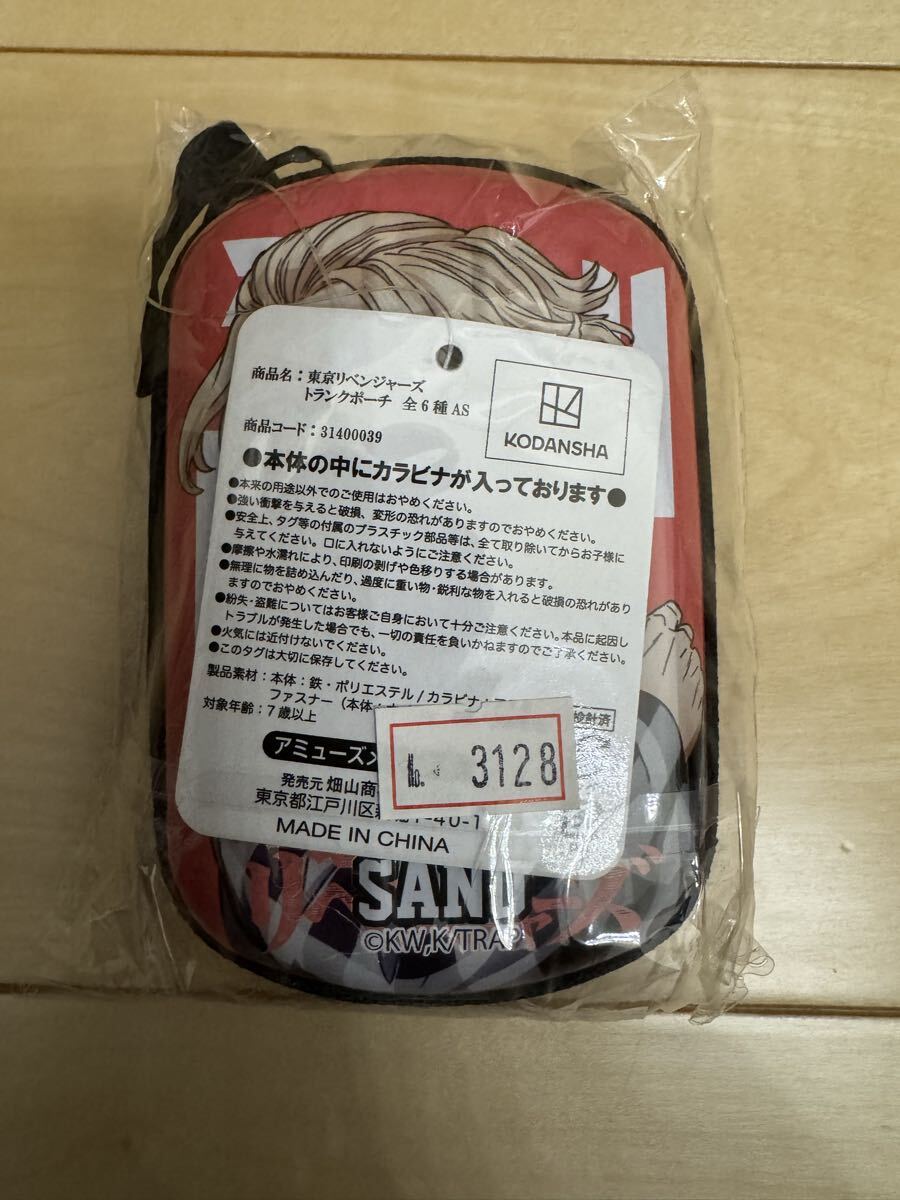 商品名：東京リベンジャーズ
トランクポーチ 全6種AS
商品コード：31400039
KODANSHA
●本体の中にカラビナが入っております●
●本来の用途以外でのご使用はおやめください。
●強い衝撃を与えると破損、変形の恐れがありますのでおやめください。
●安全上、タグ等の付属のプラスチック部品等は、全て取り除いてからお子様に
与えてください。口に入れないようにご注意ください。
●摩擦や水濡れにより、印刷の剥げや色移りする場合があります。
●無理に物を詰め込んだり、過度に重い物・鋭利な物を入れると破損の恐れがあり
ますのでおやめください。
●紛失・盗難についてはお客様ご自身において十分ご注意ください。本品に起因し
トラブルが発生した場合でも、一切の責任を負いかねますのでご了承ください。
●火気には近付けないでください。
●このタグは大切に保存してください。
製品素材：本体：鉄・ポリエステル/カラビナ
ファスナー（本体
対象年齢：7歳以上
検針済
アミューズメ
発売元 畑山商
東京都江戸川区
1-40-1
MADE IN CHINA
No. 3128
リ SANO ズ
©KW,K/TRAP